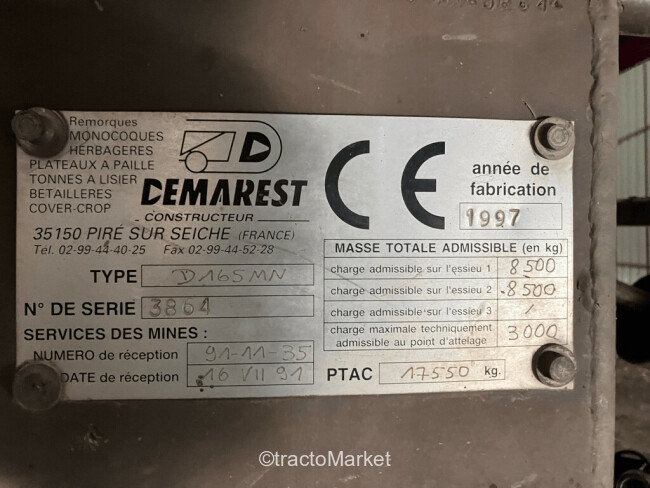 Remorques
MONOCOQUES
HERBAGERES
PLATEAUX A PAILLE
TONNES A LISIER
BETAILLERES
COVER-CROP
D
DEMAREST
CONSTRUCTEUR
35150 PIRÉ SUR SEICHE (FRANCE)
Tél. 02-99-44-40-25 Fax 02-99-44-52-28
TYPE D165MN
N° DE SERIE 3864
SERVICES DES MINES :
NUMERO de réception 91-11-35
DATE de réception 16 VII 91
CE
année de
fabrication
1997
MASSE TOTALE ADMISSIBLE (en kg)
charge admissible sur l'essieu 1 8500
charge admissible sur l'essieu 2 8500
charge admissible sur l'essieu 3 /
charge maximale techniquement
admissible au point d'attelage 3000
PTAC 17550 kg.
©tractoMarket